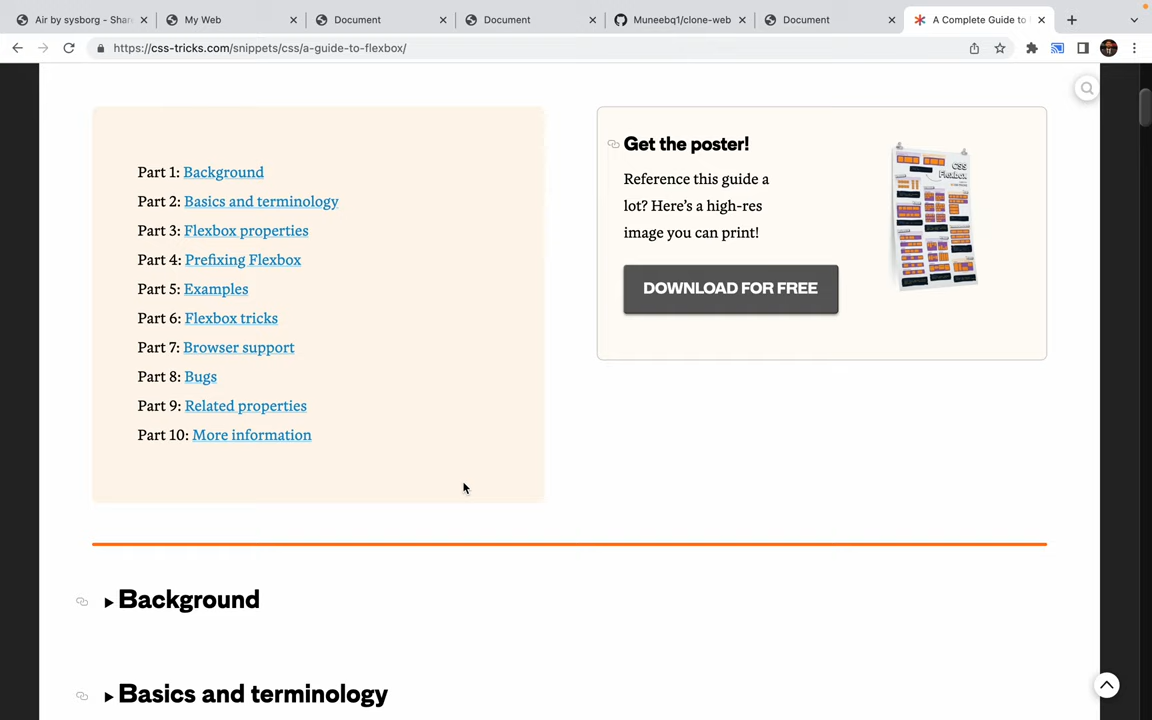 Air by sysborg - Shar
My Web
Document
Document
Muneebq1/clone-web
Document
A Complete Guide to
https://css-tricks.com/snippets/css/a-guide-to-flexbox/
Part 1: Background
Part 2: Basics and terminology
Part 3: Flexbox properties
Part 4: Prefixing Flexbox
Part 5: Examples
Part 6: Flexbox tricks
Part 7: Browser support
Part 8: Bugs
Part 9: Related properties
Part 10: More information
Get the poster!
Reference this guide a
lot? Here’s a high-res
image you can print!
DOWNLOAD FOR FREE
CSS
Flexbox
Background
Basics and terminology